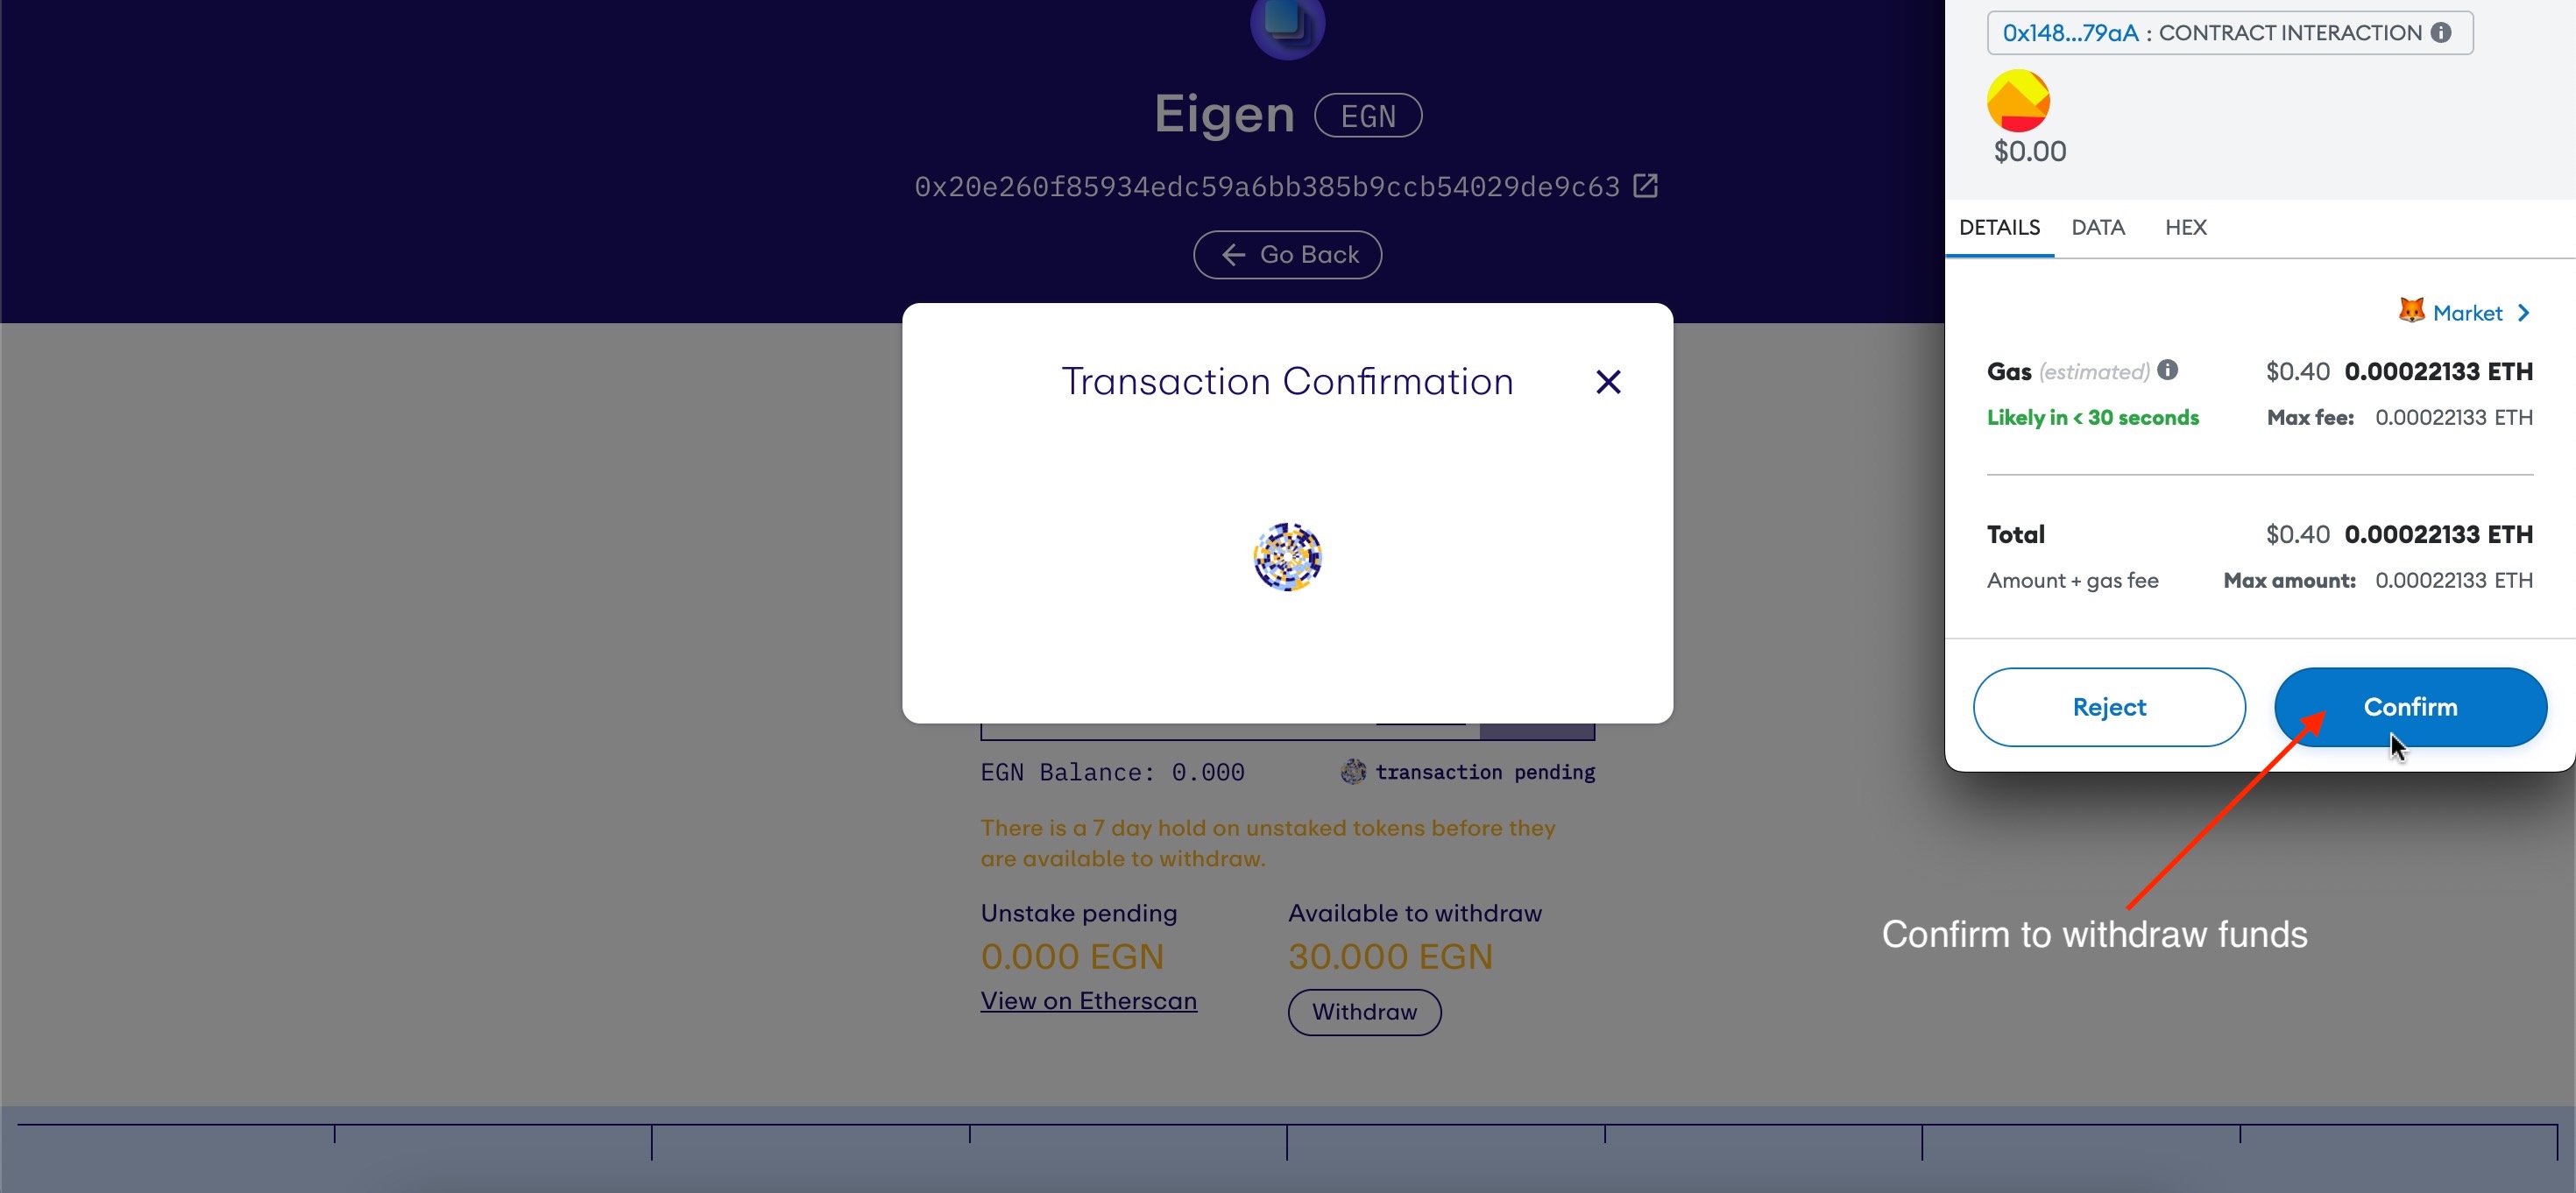 Eigen EGN
0x20e260f85934edc59a6bb385b9ccb54029de9c63
Go Back
Transaction Confirmation
EGN Balance: 0.000
transaction pending
There is a 7 day hold on unstaked tokens before they
are available to withdraw.
Unstake pending
0.000 EGN
View on Etherscan
Available to withdraw
30.000 EGN
Withdraw
0x148...79aA : CONTRACT INTERACTION
$0.00
DETAILS DATA HEX
Market
Gas (estimated) $0.40 0.00022133 ETH
Likely in < 30 seconds Max fee: 0.00022133 ETH
Total $0.40 0.00022133 ETH
Amount + gas fee Max amount: 0.00022133 ETH
Reject Confirm
Confirm to withdraw funds